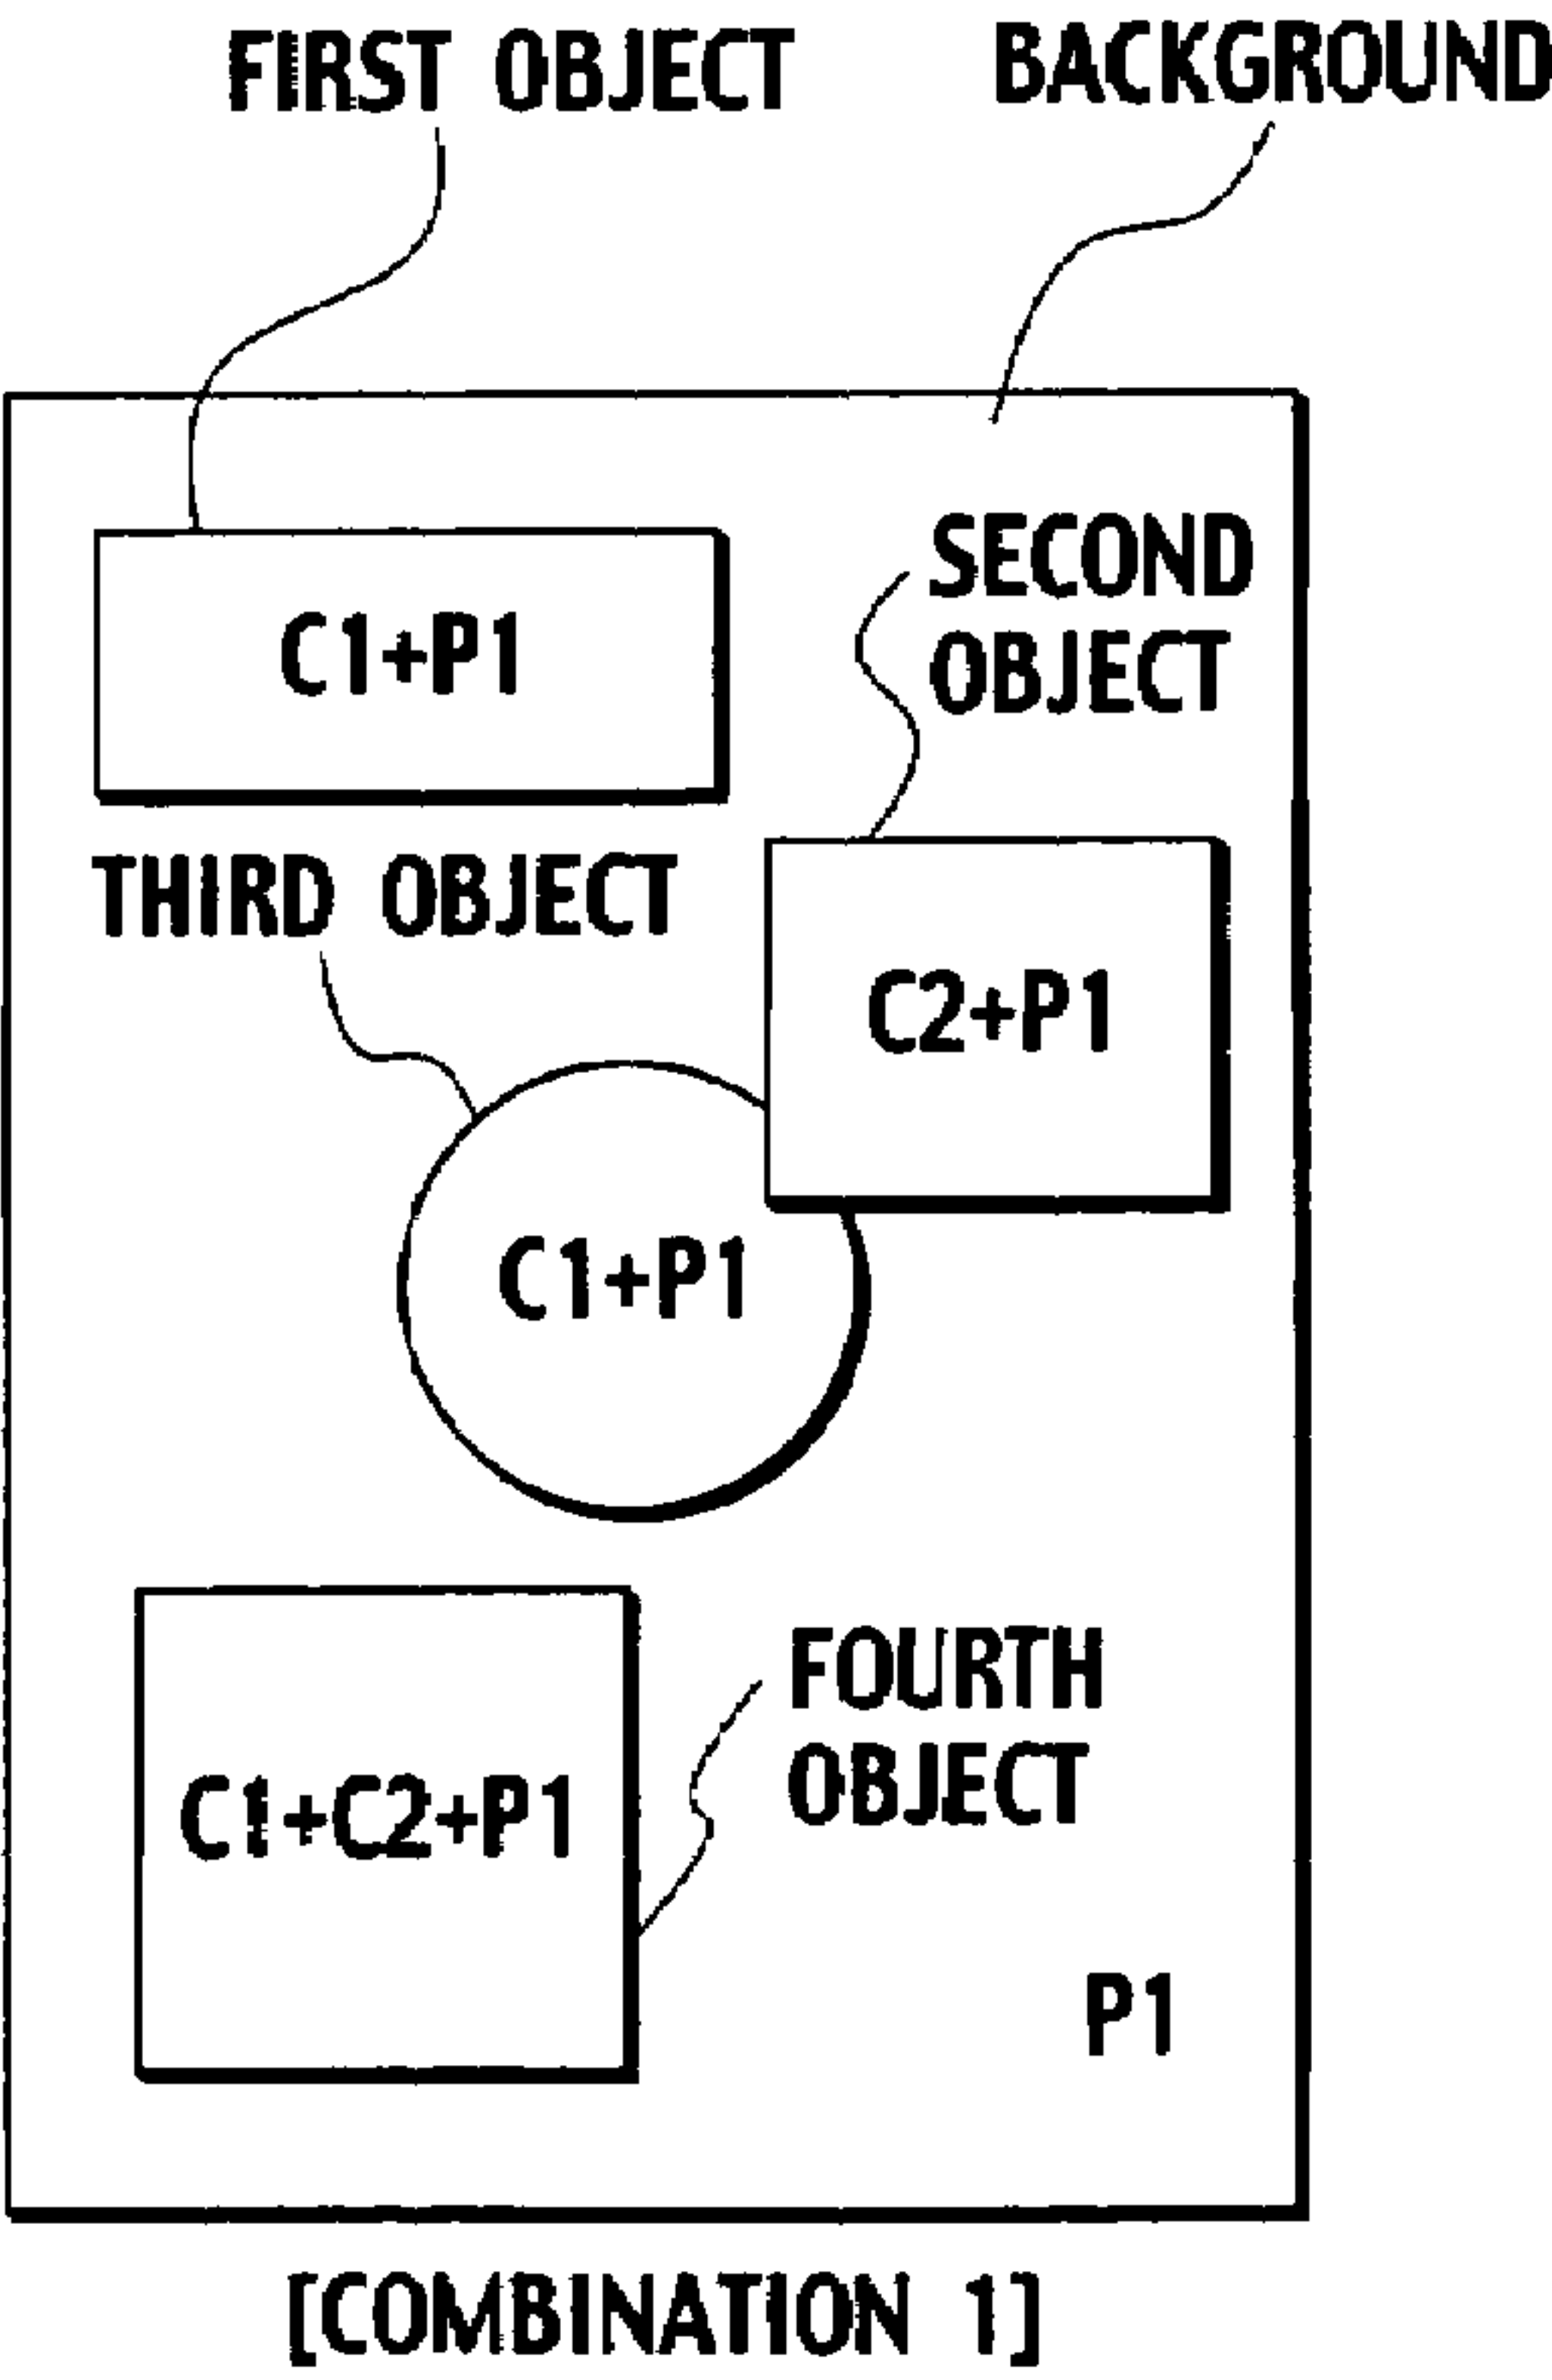 FIRST OBJECT
BACKGROUND
C1+P1
SECOND
OBJECT
THIRD OBJECT
C2+P1
C1+P1
FOURTH
OBJECT
C1+C2+P1
P1
[COMBINATION 1]